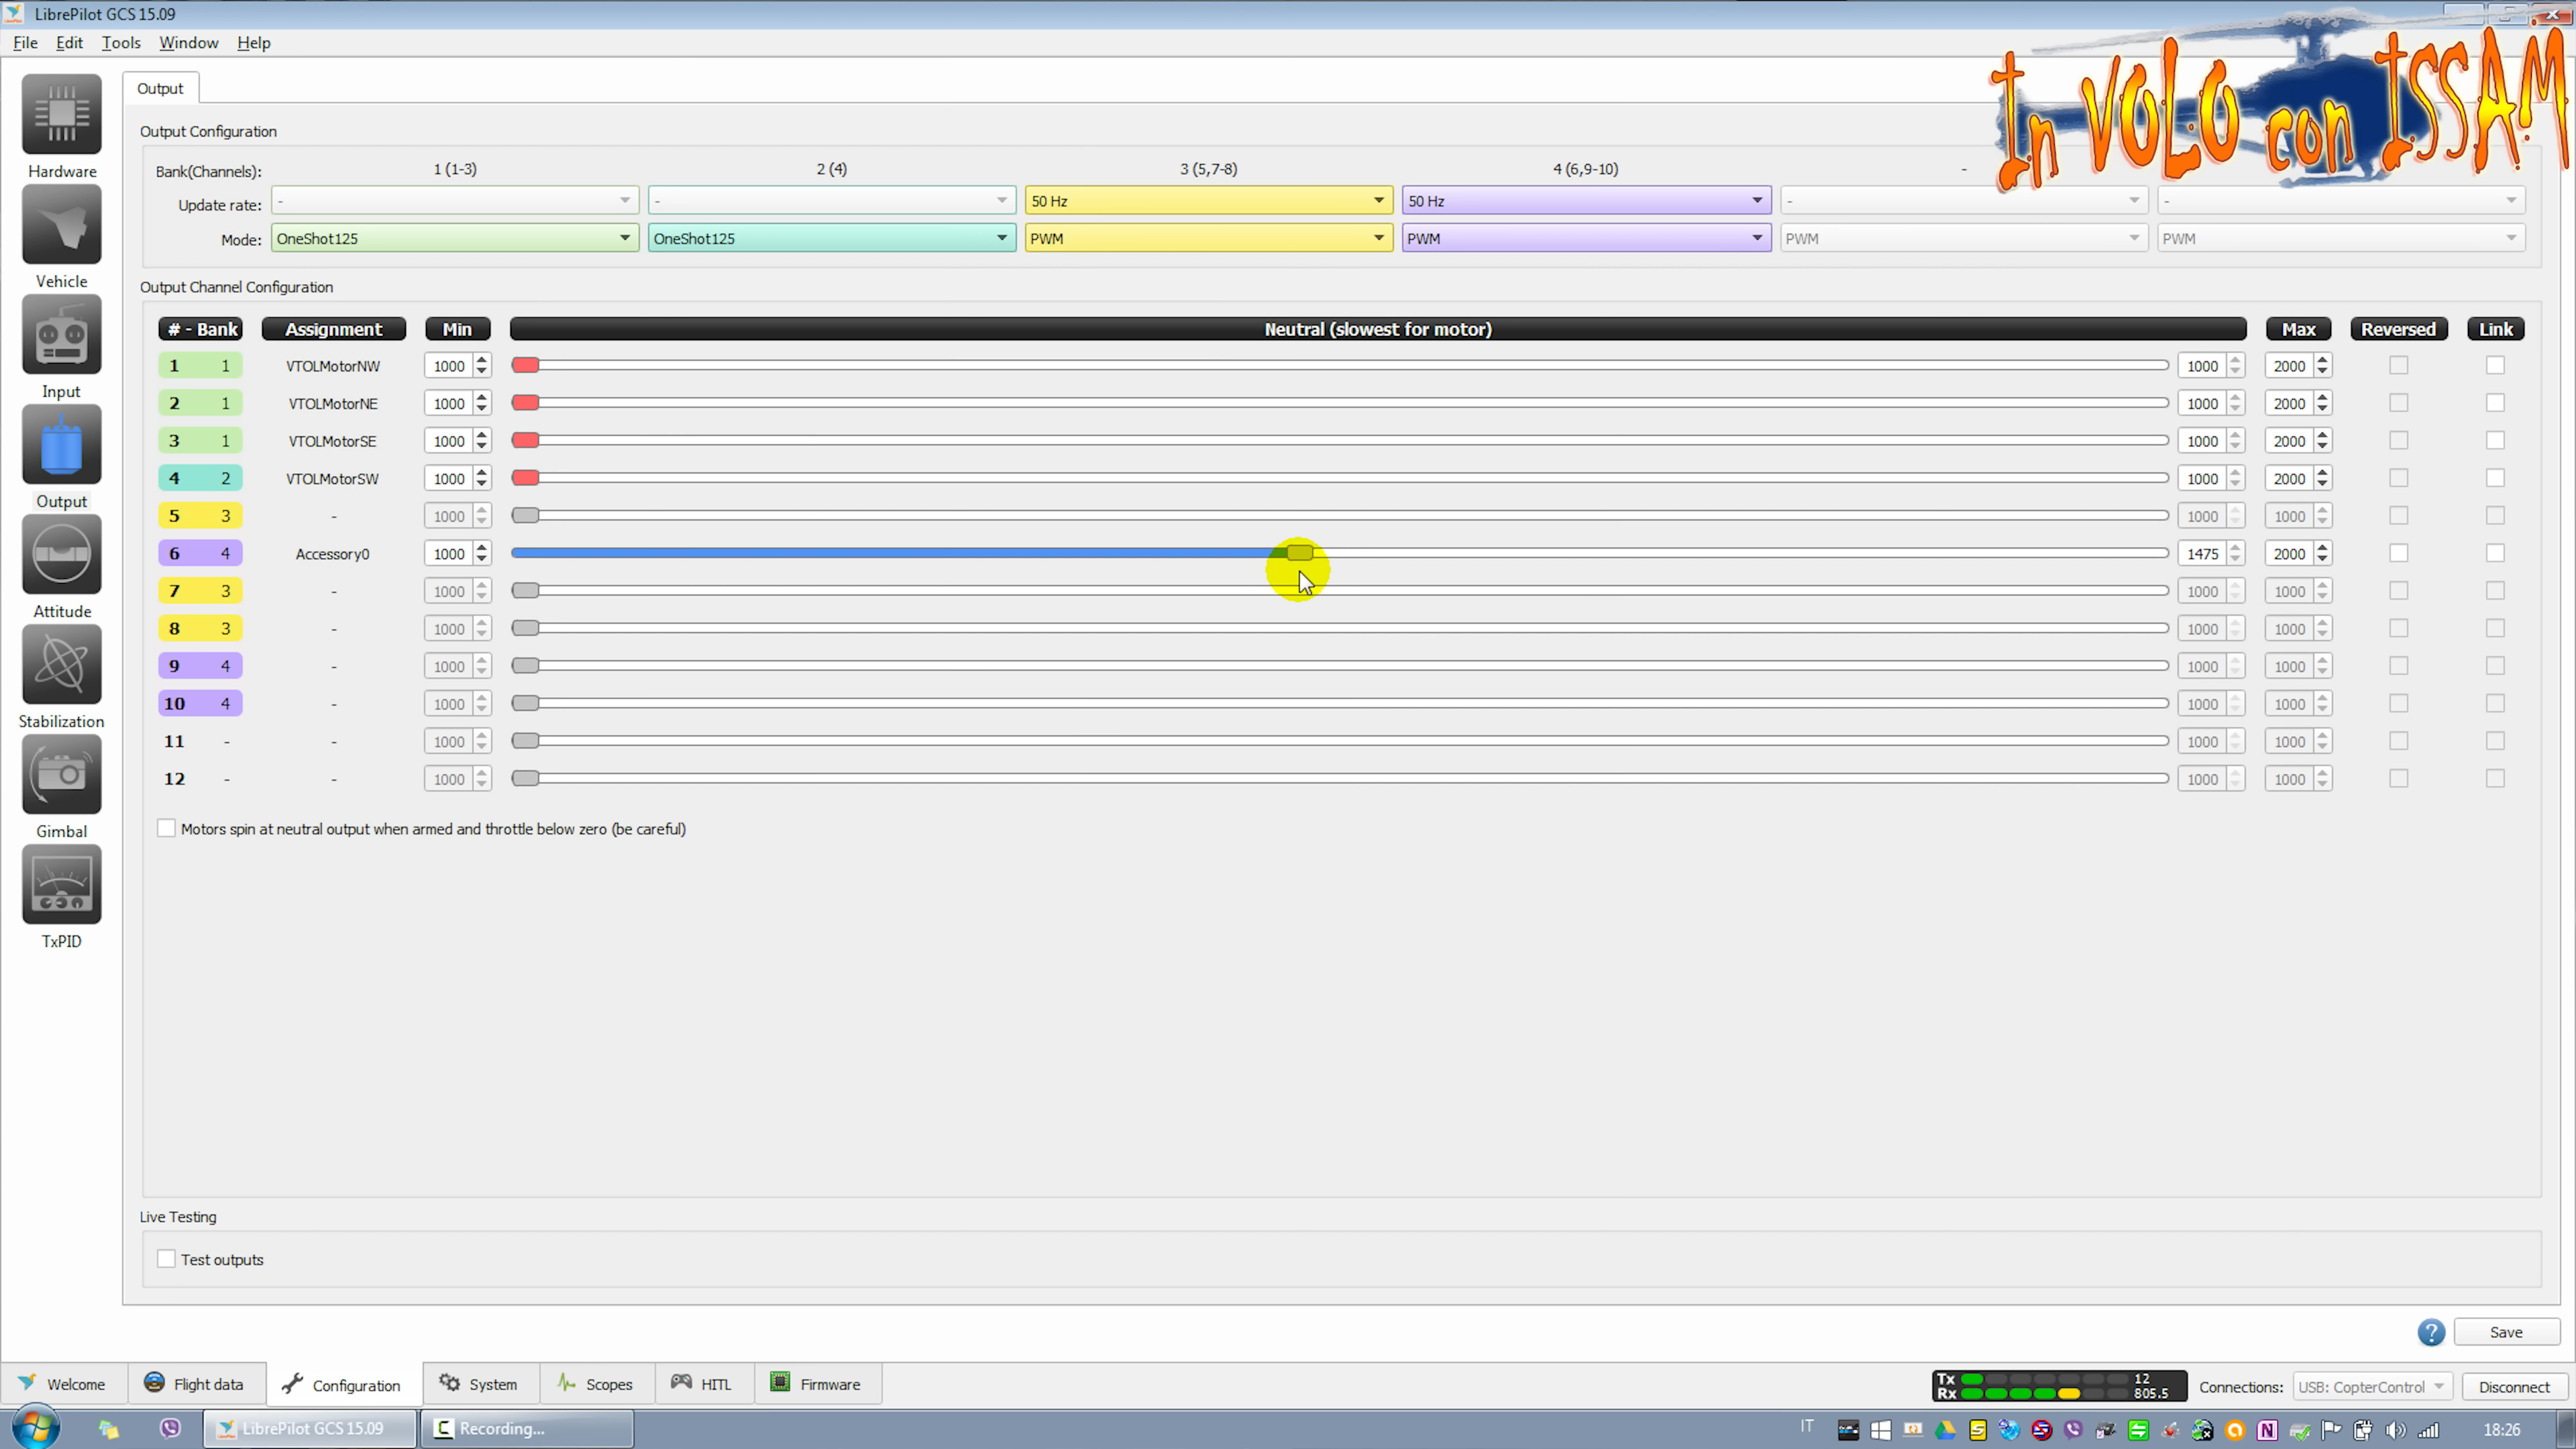 LibrePilot GCS 15.09
File Edit Tools Window Help
In VOLO con ISSAM
Output
Output Configuration
Bank(Channels): 1 (1-3) 2 (4) 3 (5,7-8) 4 (6,9-10) -
Update rate: - - 50 Hz 50 Hz - -
Mode: OneShot125 OneShot125 PWM PWM PWM PWM
Output Channel Configuration
# - Bank Assignment Min Neutral (slowest for motor) Max Reversed Link
1 1 VTOLMotorNW 1000 1000 2000
2 1 VTOLMotorNE 1000 1000 2000
3 1 VTOLMotorSE 1000 1000 2000
4 2 VTOLMotorSW 1000 1000 2000
5 3 - 1000 1000 1000
6 4 Accessory0 1000 1475 2000
7 3 - 1000 1000 1000
8 3 - 1000 1000 1000
9 4 - 1000 1000 1000
10 4 - 1000 1000 1000
11 - - 1000 1000 1000
12 - - 1000 1000 1000
Motors spin at neutral output when armed and throttle below zero (be careful)
Live Testing
Test outputs
Hardware
Vehicle
Input
Output
Attitude
Stabilization
Gimbal
TxPID
? Save
Welcome Flight data Configuration System Scopes HITL Firmware
Tx 12
Rx 805.5
Connections: USB: CopterControl Disconnect
LibrePilot GCS 15.09 Recording... IT 18:26